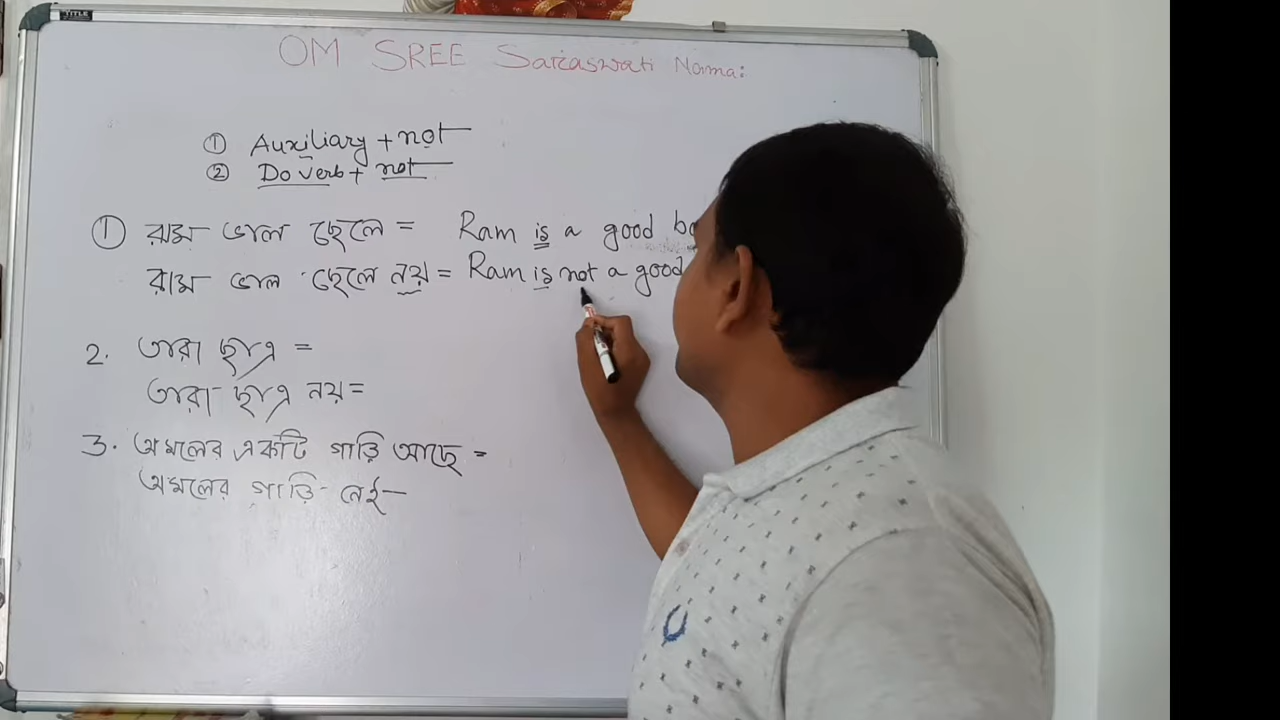 OM SREE Saraswati Noma:
① Auxiliary + not
② Do verb + not
① রাম ভাল ছেলে = Ram is a good
রাম ভাল ছেলে নয় = Ram is not a good
2. তারা ছাত্র =
তারা ছাত্র নয় =
3. অমলের একটি গাড়ি আছে =
অমলের গাড়ি নেই